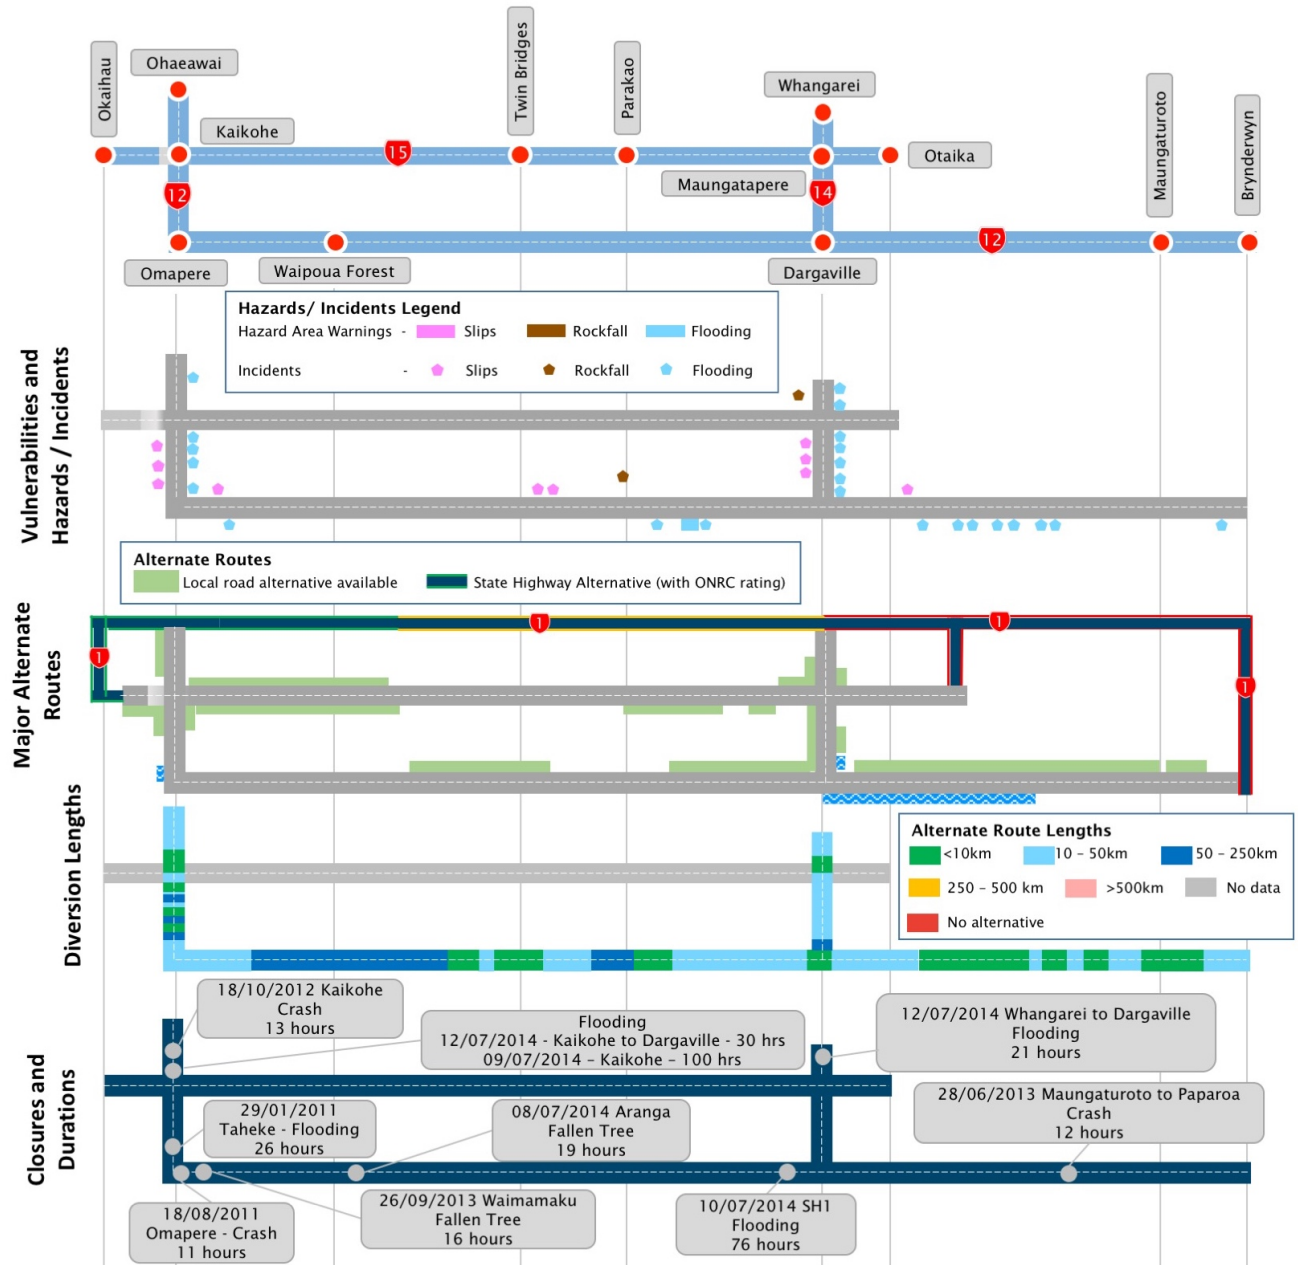 Okaihau
Ohaeawai
Kaikohe
Twin Bridges
Parakao
Whangarei
Otaika
Maungatapere
Maungaturoto
Brynderwyn
15
12
14
12
Omapere
Waipoua Forest
Dargaville
Vulnerabilities and
Hazards / Incidents
Hazards/ Incidents Legend
Hazard Area Warnings - Slips Rockfall Flooding
Incidents - Slips Rockfall Flooding
Alternate Routes
Local road alternative available State Highway Alternative (with ONRC rating)
Major Alternate
Routes
1
1
1
1
Diversion Lengths
Alternate Route Lengths
<10km 10 – 50km 50 – 250km
250 – 500 km >500km No data
No alternative
Closures and
Durations
18/10/2012 Kaikohe
Crash
13 hours
Flooding
12/07/2014 - Kaikohe to Dargaville - 30 hrs
09/07/2014 – Kaikohe – 100 hrs
12/07/2014 Whangarei to Dargaville
Flooding
21 hours
29/01/2011
Taheke - Flooding
26 hours
08/07/2014 Aranga
Fallen Tree
19 hours
28/06/2013 Maungaturoto to Paparoa
Crash
12 hours
18/08/2011
Omapere - Crash
11 hours
26/09/2013 Waimamaku
Fallen Tree
16 hours
10/07/2014 SH1
Flooding
76 hours